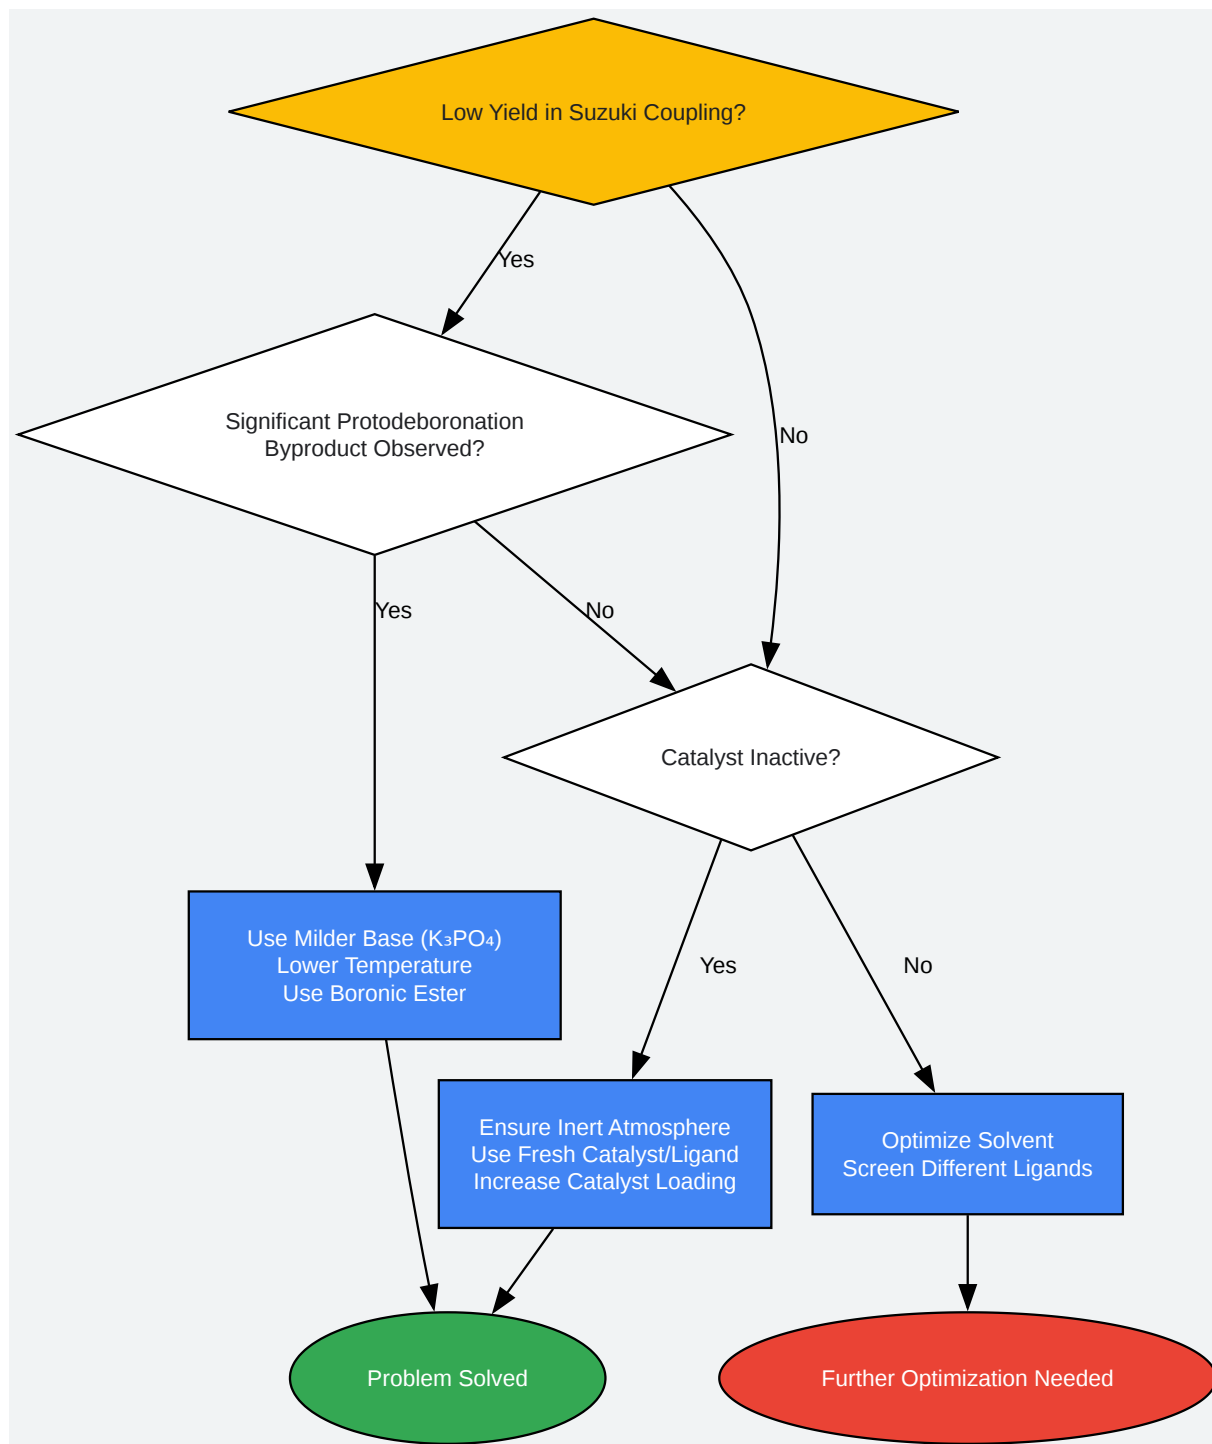 Low Yield in Suzuki Coupling?
Yes
No
Significant Protodeboronation
Byproduct Observed?
Yes
No
Catalyst Inactive?
Yes
No
Use Milder Base (K₃PO₄)
Lower Temperature
Use Boronic Ester
Ensure Inert Atmosphere
Use Fresh Catalyst/Ligand
Increase Catalyst Loading
Optimize Solvent
Screen Different Ligands
Problem Solved
Further Optimization Needed